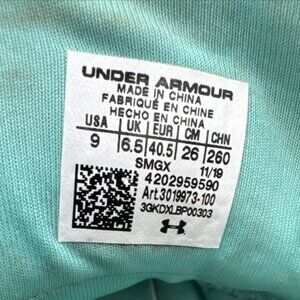 UNDER ARMOUR
MADE IN CHINA
FABRIQUÉ EN CHINE
HECHO EN CHINA
USA UK EUR CM CHN
9 6.5 40.5 26 260
SMGX 11/19
4202959590
Art.3019973-100
3GKDXLBP00303